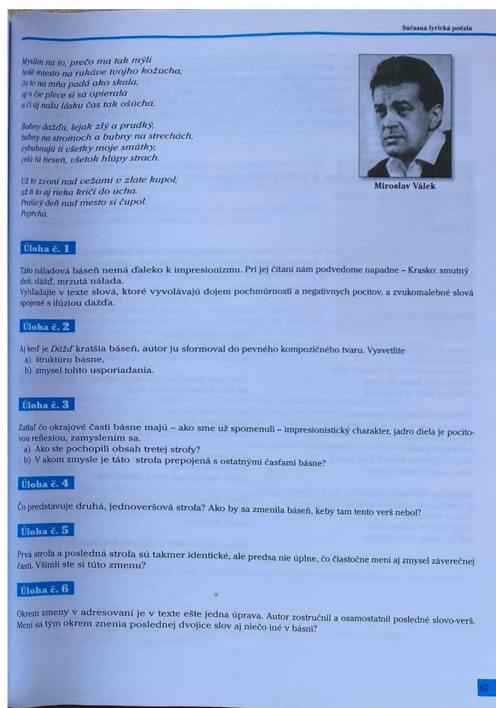 Súčasná lyrická poézia
Myslím na to, prečo ma tak mýli
holé miesto na rukáve tvojho kožucha,
čo to na mňa padá ako skala,
aj o čie plece si sa opierala
a či aj našu lásku čas tak ošúcha.
Bubny dažďa, lejak zlý a prudký,
bubny na stromoch a bubny na strechách,
vybubnujú ti všetky moje smútky,
celú tú tieseň, všetok hlúpy strach.
Už to zvoní nad vežami v zlate kupol,
až ti to aj rieka kričí do ucha.
Prašivý deň nad mesto si čupol.
Popŕcha.
Miroslav Válek
Úloha č. 1
Táto náladová báseň nemá ďaleko k impresionizmu. Pri jej čítaní nám podvedome napadne – Krasko: smutný
deň, dážď, mrzutá nálada.
Vyhľadajte v texte slová, ktoré vyvolávajú dojem pochmúrnosti a negatívnych pocitov, a zvukomalebné slová
spojené s ilúziou dažďa.
Úloha č. 2
Aj keď je Dážď kratšia báseň, autor ju sformoval do pevného kompozičného tvaru. Vysvetlite
a) štruktúru básne,
b) zmysel tohto usporiadania.
Úloha č. 3
Zatiaľ čo okrajové časti básne majú – ako sme už spomenuli – impresionistický charakter, jadro diela je pocito-
vou reflexiou, zamyslením sa.
a) Ako ste pochopili obsah tretej strofy?
b) V akom zmysle je táto strofa prepojená s ostatnými časťami básne?
Úloha č. 4
Čo predstavuje druhá, jednoveršová strofa? Ako by sa zmenila báseň, keby tam tento verš nebol?
Úloha č. 5
Prvá strofa a posledná strofa sú takmer identické, ale predsa nie úplne, čo čiastočne mení aj zmysel záverečnej
časti. Všimli ste si túto zmenu?
Úloha č. 6
Okrem zmeny v adresovaní je v texte ešte jedna úprava. Autor zostručnil a osamostatnil posledné slovo-verš.
Mení sa tým okrem znenia poslednej dvojice slov aj niečo iné v básni?
67